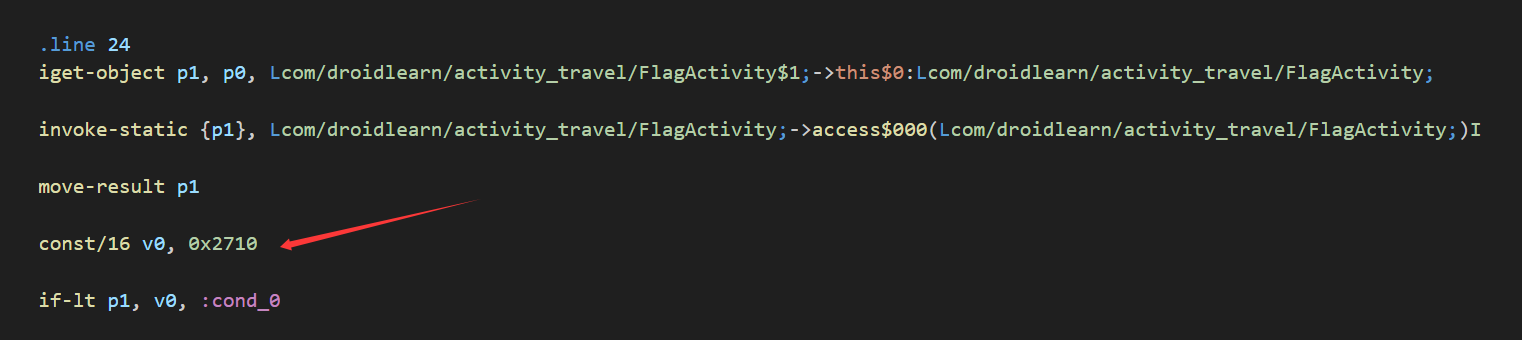 .line 24
iget-object p1, p0, Lcom/droidlearn/activity_travel/FlagActivity$1;->this$0:Lcom/droidlearn/activity_travel/FlagActivity;
invoke-static {p1}, Lcom/droidlearn/activity_travel/FlagActivity;->access$000(Lcom/droidlearn/activity_travel/FlagActivity;)I
move-result p1
const/16 v0, 0x2710
if-lt p1, v0, :cond_0